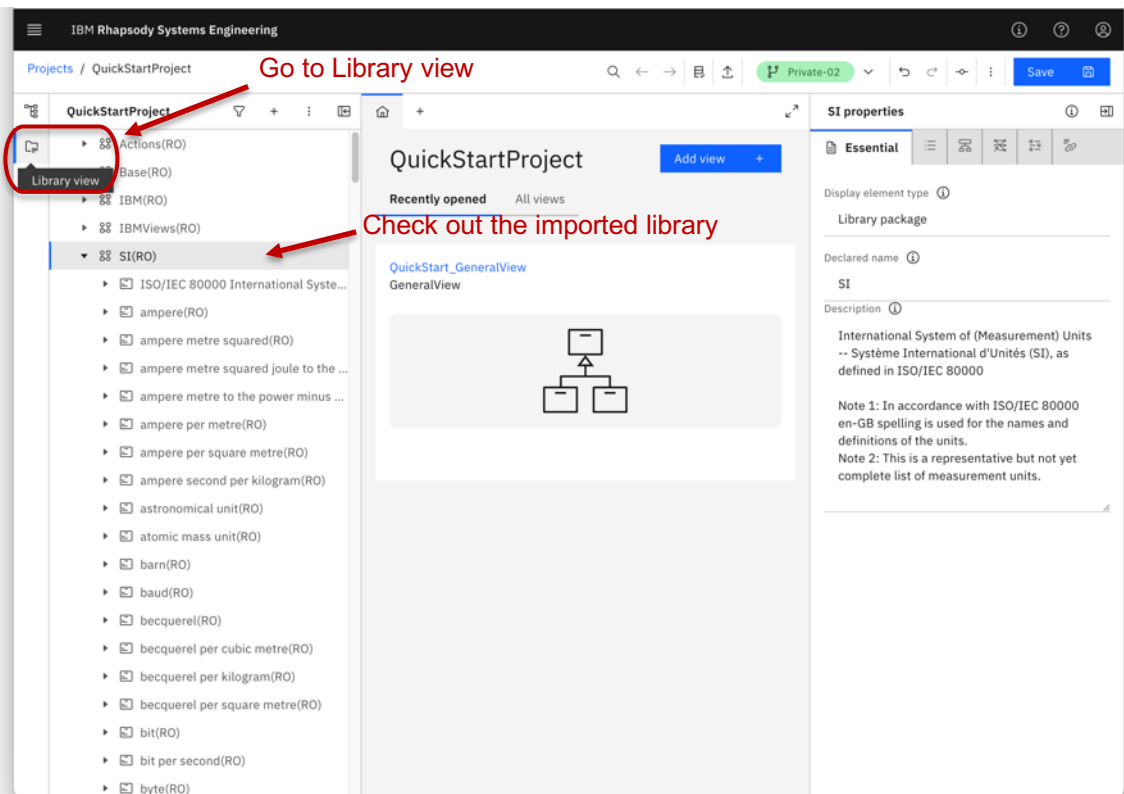 IBM Rhapsody Systems Engineering
Projects / QuickStartProject
Go to Library view
Private-02
Save
QuickStartProject
Library view
Actions(RO)
Base(RO)
IBM(RO)
IBMViews(RO)
SI(RO)
ISO/IEC 80000 International Syste...
ampere(RO)
ampere metre squared(RO)
ampere metre squared joule to the ...
ampere metre to the power minus ...
ampere per metre(RO)
ampere per square metre(RO)
ampere second per kilogram(RO)
astronomical unit(RO)
atomic mass unit(RO)
barn(RO)
baud(RO)
becquerel(RO)
becquerel per cubic metre(RO)
becquerel per kilogram(RO)
becquerel per square metre(RO)
bit(RO)
bit per second(RO)
byte(RO)
QuickStartProject
Add view +
Recently opened
All views
Check out the imported library
QuickStart_GeneralView
GeneralView
SI properties
Essential
Display element type
Library package
Declared name
SI
Description
International System of (Measurement) Units
-- Système International d'Unités (SI), as
defined in ISO/IEC 80000
Note 1: In accordance with ISO/IEC 80000
en-GB spelling is used for the names and
definitions of the units.
Note 2: This is a representative but not yet
complete list of measurement units.